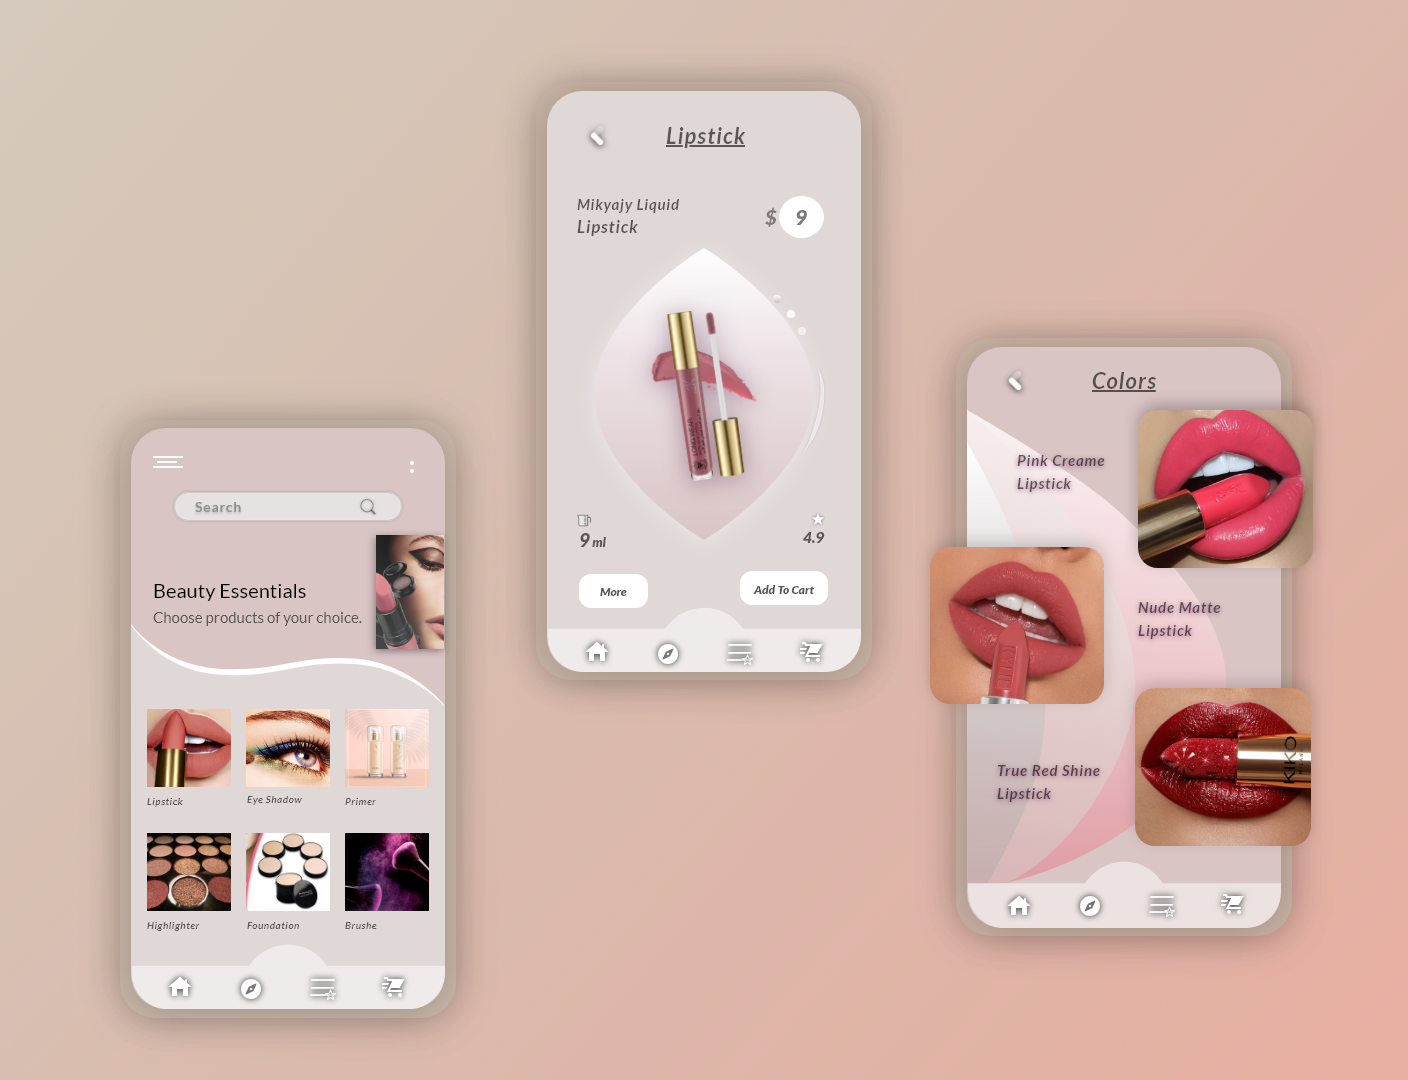 Lipstick
Mikyajy Liquid
Lipstick
$ 9
9 ml
4.9
More
Add To Cart
LONG WEAR
Colors
Pink Creame
Lipstick
Nude Matte
Lipstick
True Red Shine
Lipstick
KIKO
Search
Beauty Essentials
Choose products of your choice.
Lipstick
Eye Shadow
Primer
Highlighter
Foundation
Brushe